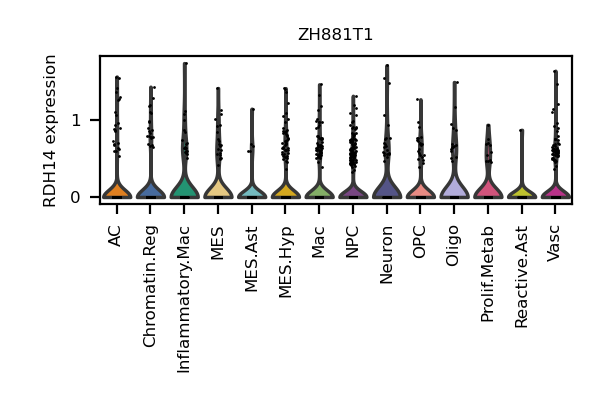 ZH881T1
RDH14 expression
1
0
AC
Chromatin.Reg
Inflammatory.Mac
MES
MES.Ast
MES.Hyp
Mac
NPC
Neuron
OPC
Oligo
Prolif.Metab
Reactive.Ast
Vasc